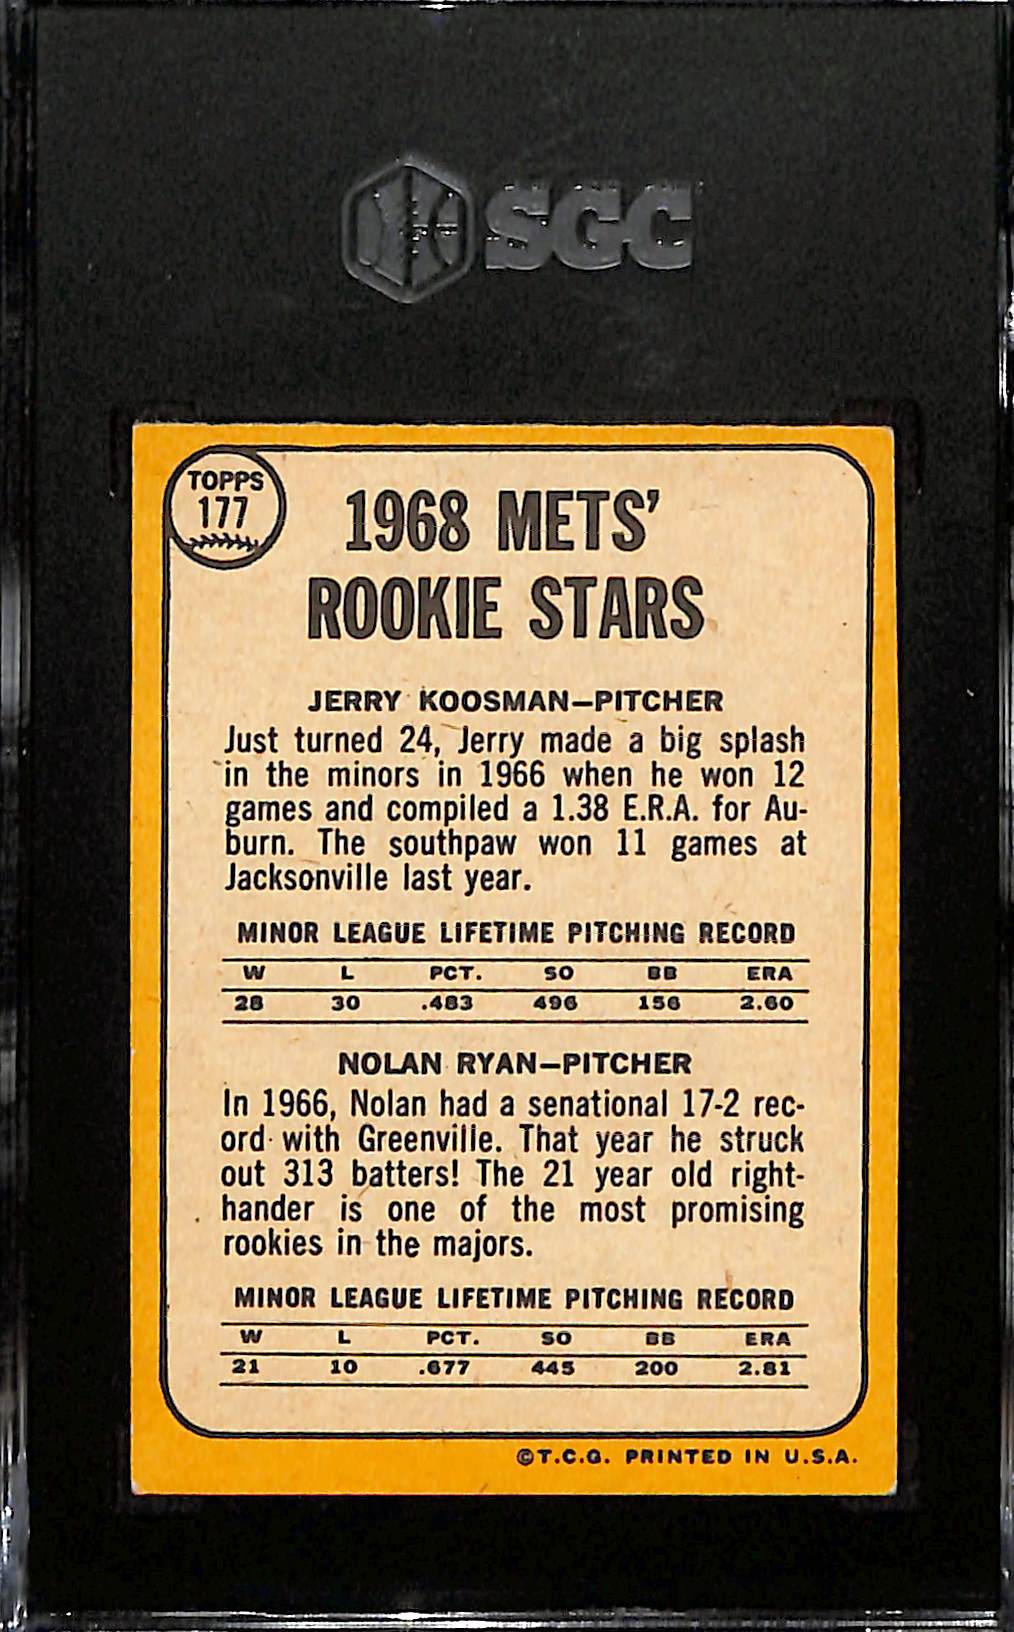 SGC
TOPPS
177
1968 METS'
ROOKIE STARS
JERRY KOOSMAN—PITCHER
Just turned 24, Jerry made a big splash
in the minors in 1966 when he won 12
games and compiled a 1.38 E.R.A. for Au-
burn. The southpaw won 11 games at
Jacksonville last year.
MINOR LEAGUE LIFETIME PITCHING RECORD
W L PCT. SO BB ERA
28 30 .483 496 156 2.60
NOLAN RYAN—PITCHER
In 1966, Nolan had a senational 17-2 rec-
ord with Greenville. That year he struck
out 313 batters! The 21 year old right-
hander is one of the most promising
rookies in the majors.
MINOR LEAGUE LIFETIME PITCHING RECORD
W L PCT. SO BB ERA
21 10 .677 445 200 2.81
©T.C.G. PRINTED IN U.S.A.